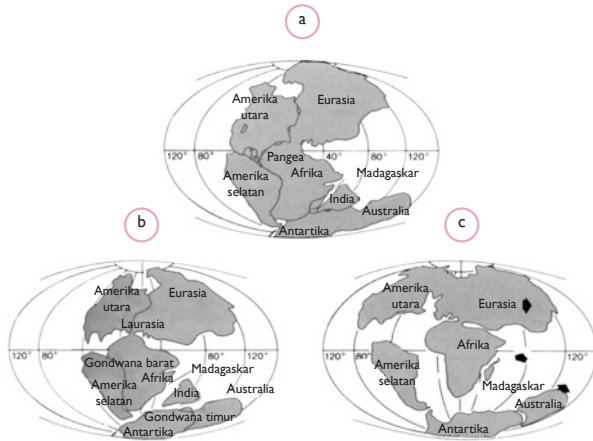 a
Amerika
utara
Eurasia
120° 80° 40° 120°
Pangea
Afrika
Madagaskar
Amerika
selatan
India
Australia
Antartika
b
Amerika
utara
Eurasia
Laurasia
120° 80° 80° 120°
Gondwana barat
Madagaskar
Afrika
Amerika
selatan
India
Australia
Gondwana timur
Antartika
c
Amerika
utara
Eurasia
Afrika
120° 80° 120°
Amerika
selatan
Madagaskar
Australia
Antartika